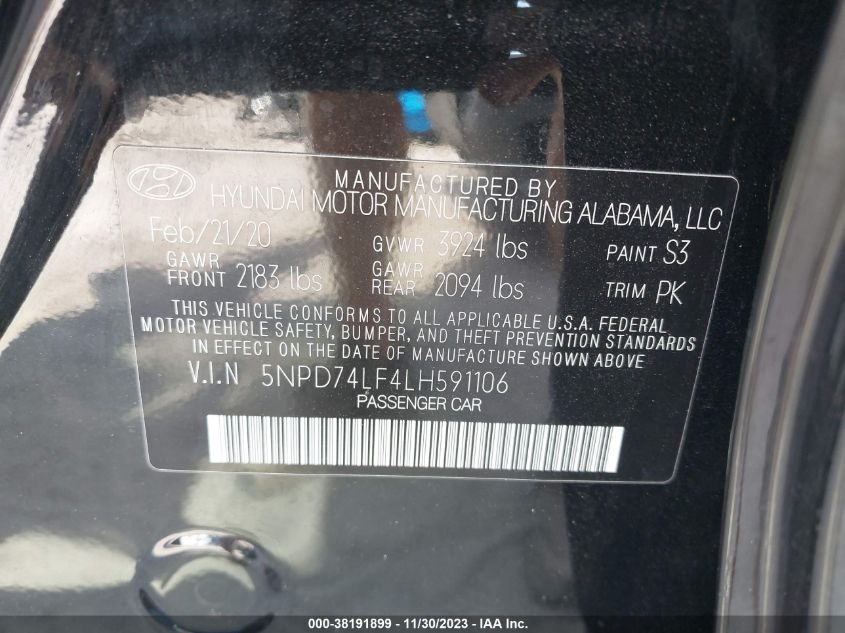 MANUFACTURED BY
HYUNDAI MOTOR MANUFACTURING ALABAMA, LLC
Feb/21/20 GVWR 3924 lbs PAINT S3
GAWR FRONT 2183 lbs GAWR REAR 2094 lbs TRIM PK
THIS VEHICLE CONFORMS TO ALL APPLICABLE U.S.A. FEDERAL
MOTOR VEHICLE SAFETY, BUMPER, AND THEFT PREVENTION STANDARDS
IN EFFECT ON THE DATE OF MANUFACTURE SHOWN ABOVE
V.I.N 5NPD74LF4LH591106
PASSENGER CAR
000-38191899 - 11/30/2023 - IAA Inc.